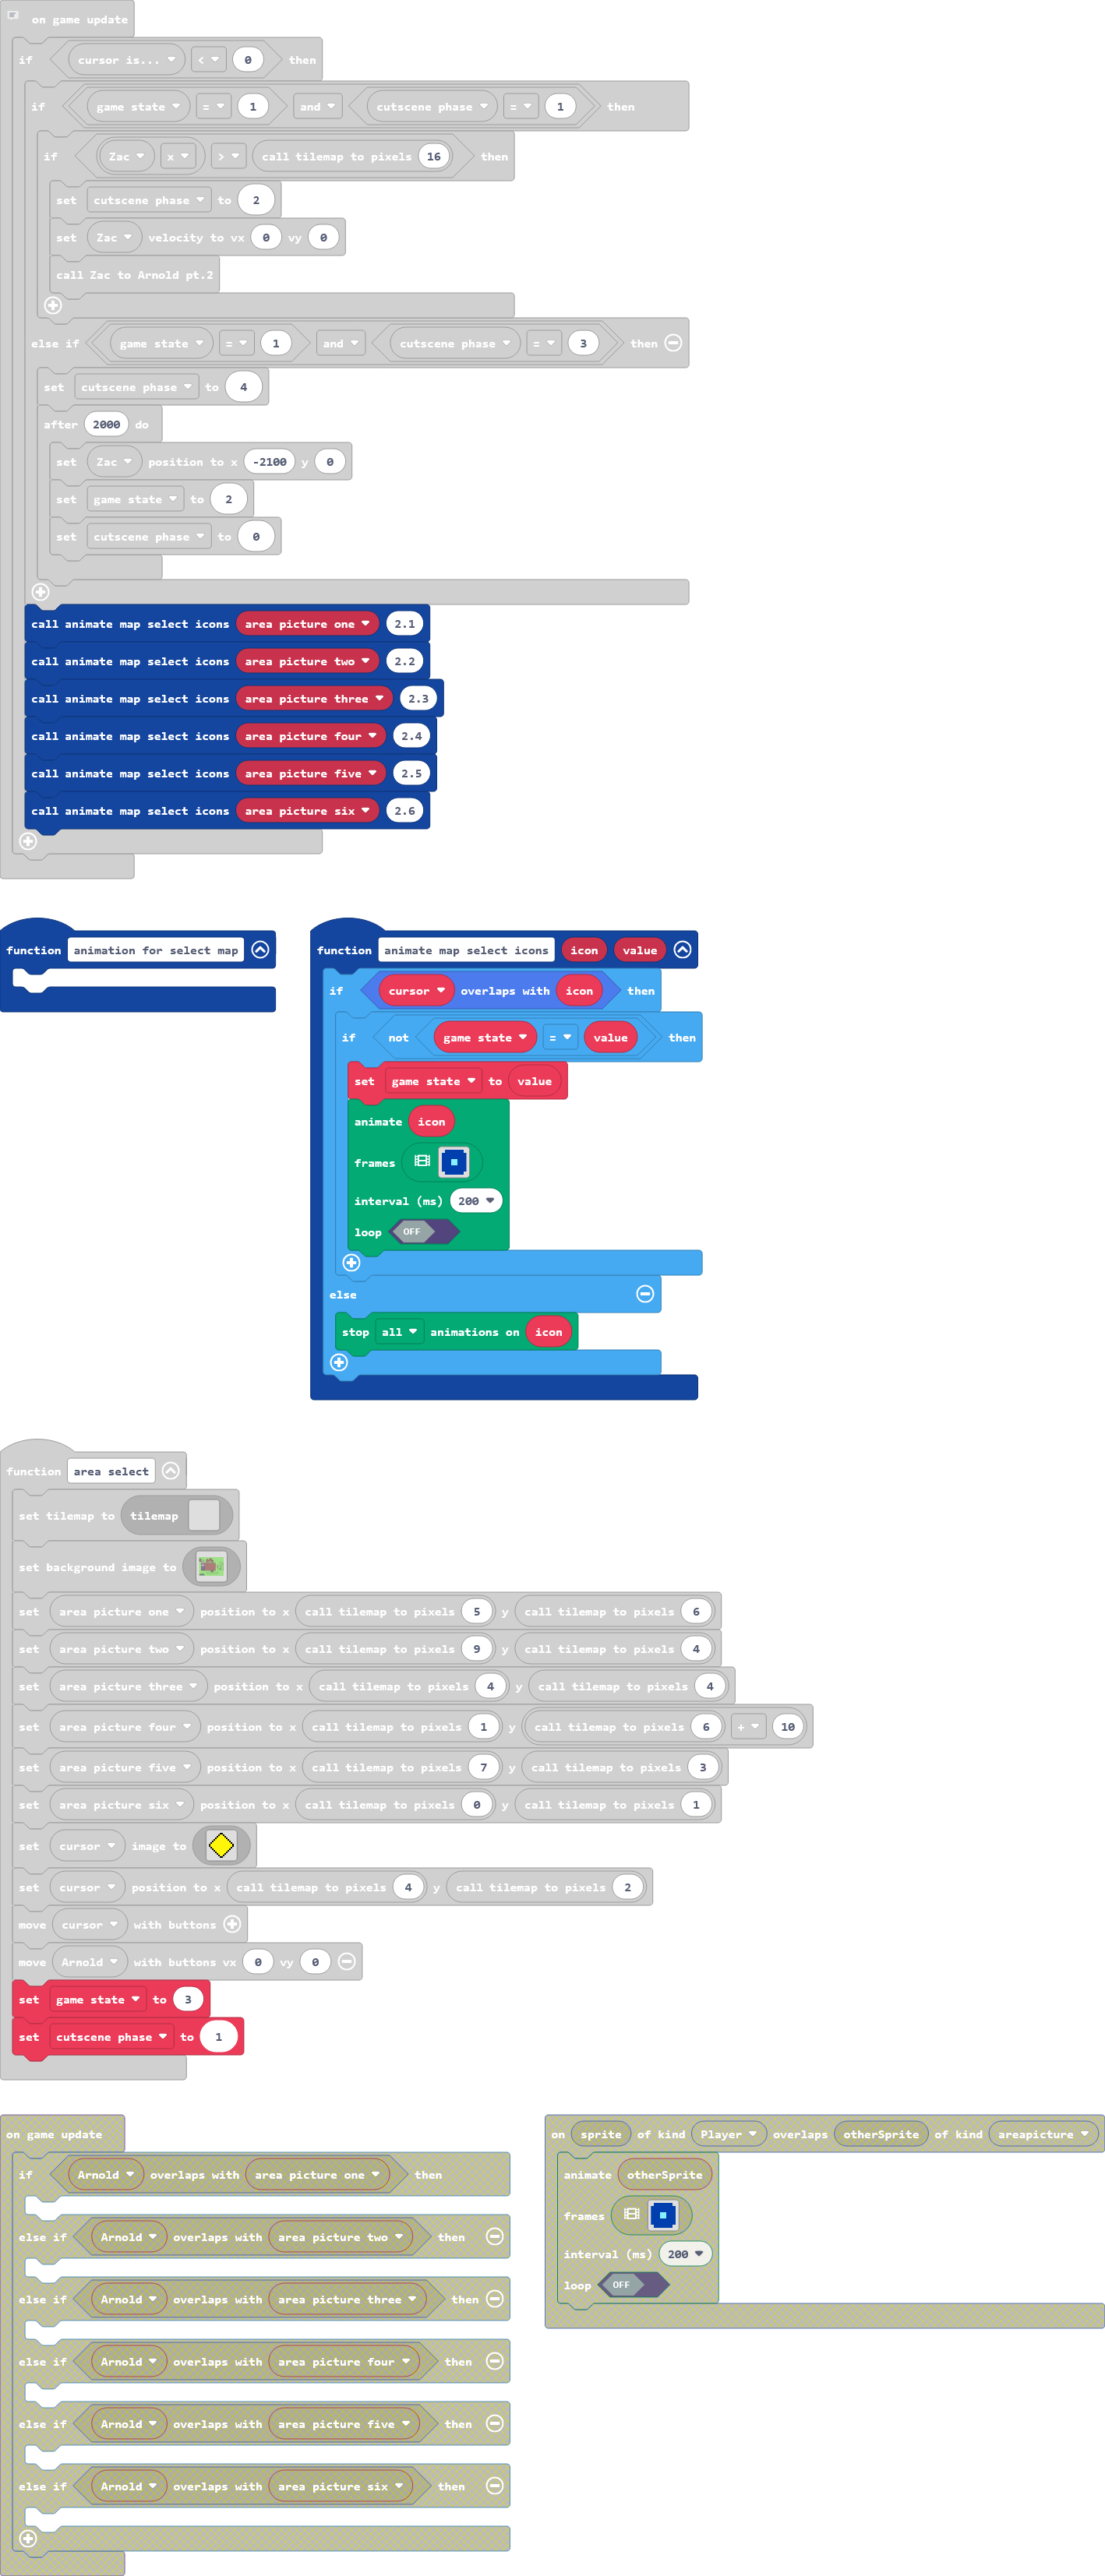 on game update
if cursor is... < 0 then
if game state = 1 and cutscene phase = 1 then
if Zac x > call tilemap to pixels 16 then
set cutscene phase to 2
set Zac velocity to vx 0 vy 0
call Zac to Arnold pt.2
else if game state = 1 and cutscene phase = 3 then
set cutscene phase to 4
after 2000 do
set Zac position to x -2100 y 0
set game state to 2
set cutscene phase to 0
call animate map select icons area picture one 2.1
call animate map select icons area picture two 2.2
call animate map select icons area picture three 2.3
call animate map select icons area picture four 2.4
call animate map select icons area picture five 2.5
call animate map select icons area picture six 2.6
function animation for select map
function animate map select icons icon value
if cursor overlaps with icon then
if not game state = value then
set game state to value
animate icon
frames
interval (ms) 200
loop OFF
else
stop all animations on icon
function area select
set tilemap to tilemap
set background image to
set area picture one position to x call tilemap to pixels 5 y call tilemap to pixels 6
set area picture two position to x call tilemap to pixels 9 y call tilemap to pixels 4
set area picture three position to x call tilemap to pixels 4 y call tilemap to pixels 4
set area picture four position to x call tilemap to pixels 1 y call tilemap to pixels 6 + 10
set area picture five position to x call tilemap to pixels 7 y call tilemap to pixels 3
set area picture six position to x call tilemap to pixels 0 y call tilemap to pixels 1
set cursor image to
set cursor position to x call tilemap to pixels 4 y call tilemap to pixels 2
move cursor with buttons
move Arnold with buttons vx 0 vy 0
set game state to 3
set cutscene phase to 1
on game update
if Arnold overlaps with area picture one then
else if Arnold overlaps with area picture two then
else if Arnold overlaps with area picture three then
else if Arnold overlaps with area picture four then
else if Arnold overlaps with area picture five then
else if Arnold overlaps with area picture six then
on sprite of kind Player overlaps otherSprite of kind areapicture
animate otherSprite
frames
interval (ms) 200
loop OFF